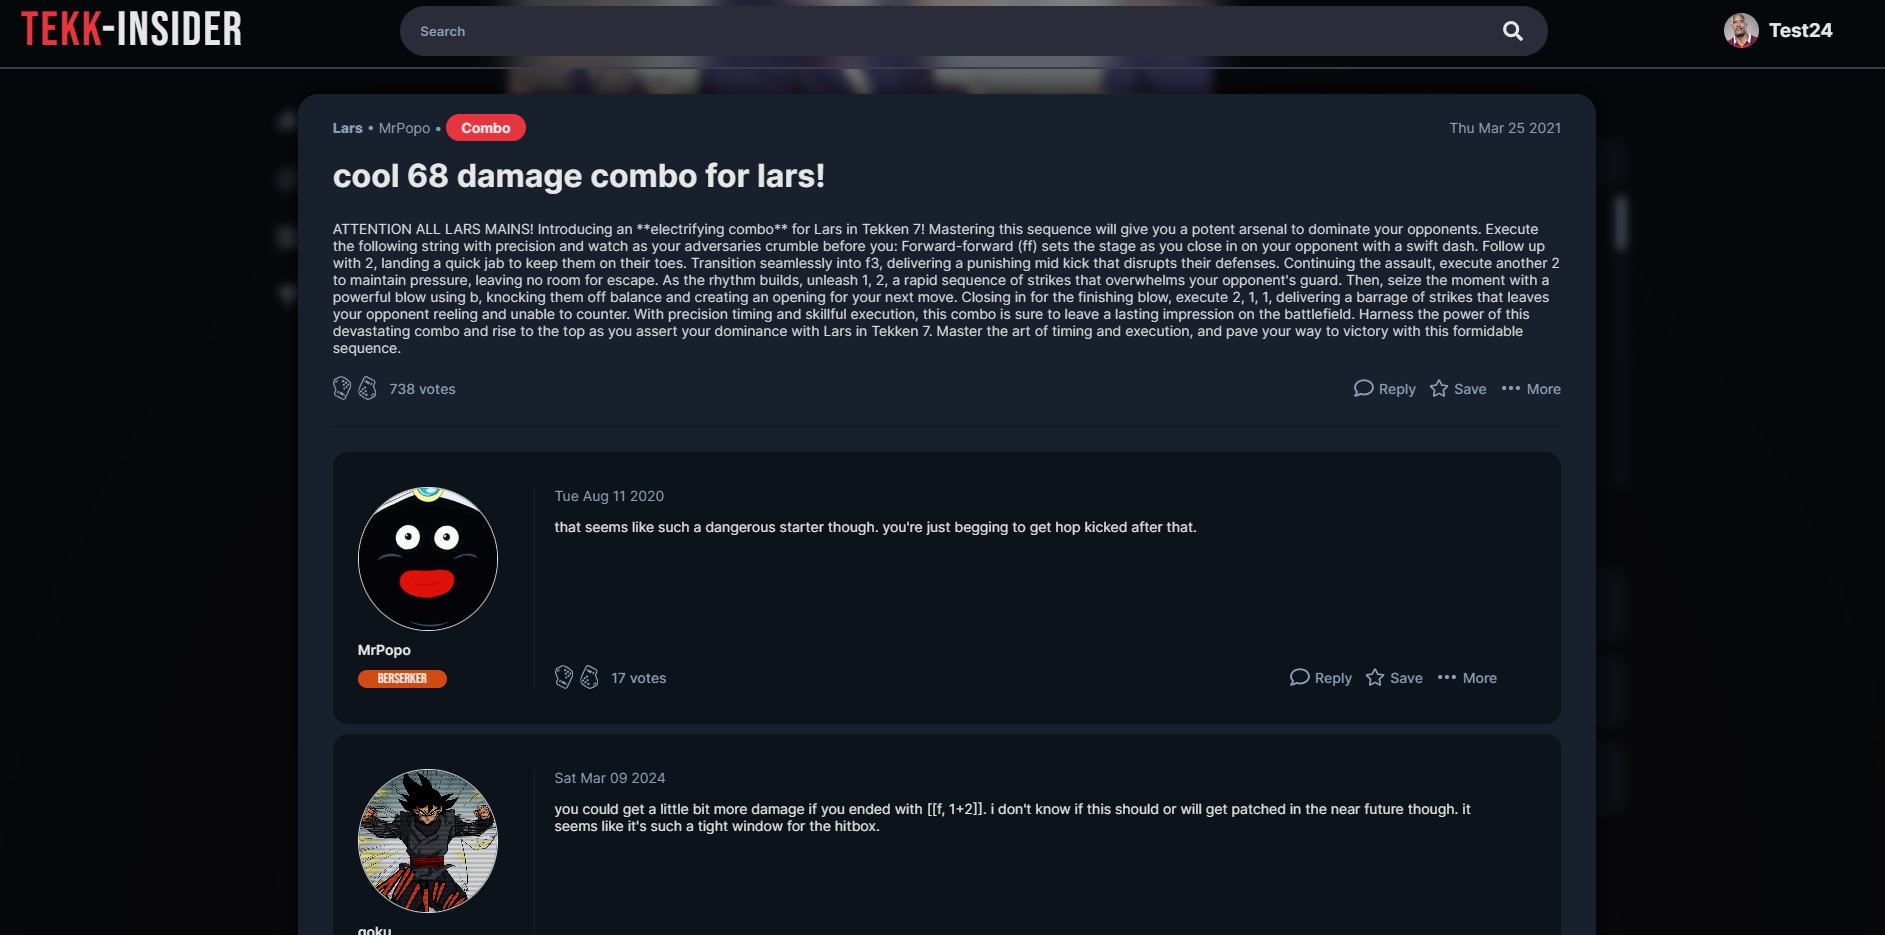 TEKK-INSIDER
Search
Test24
Lars • MrPopo • Combo
Thu Mar 25 2021
cool 68 damage combo for lars!
ATTENTION ALL LARS MAINS! Introducing an **electrifying combo** for Lars in Tekken 7! Mastering this sequence will give you a potent arsenal to dominate your opponents. Execute
the following string with precision and watch as your adversaries crumble before you: Forward-forward (ff) sets the stage as you close in on your opponent with a swift dash. Follow up
with 2, landing a quick jab to keep them on their toes. Transition seamlessly into f3, delivering a punishing mid kick that disrupts their defenses. Continuing the assault, execute another 2
to maintain pressure, leaving no room for escape. As the rhythm builds, unleash 1, 2, a rapid sequence of strikes that overwhelms your opponent's guard. Then, seize the moment with a
powerful blow using b, knocking them off balance and creating an opening for your next move. Closing in for the finishing blow, execute 2, 1, 1, delivering a barrage of strikes that leaves
your opponent reeling and unable to counter. With precision timing and skillful execution, this combo is sure to leave a lasting impression on the battlefield. Harness the power of this
devastating combo and rise to the top as you assert your dominance with Lars in Tekken 7. Master the art of timing and execution, and pave your way to victory with this formidable
sequence.
738 votes
Reply Save More
Tue Aug 11 2020
that seems like such a dangerous starter though. you're just begging to get hop kicked after that.
MrPopo
BERSERKER
17 votes
Reply Save More
Sat Mar 09 2024
you could get a little bit more damage if you ended with [[f, 1+2]]. i don't know if this should or will get patched in the near future though. it
seems like it's such a tight window for the hitbox.
goku